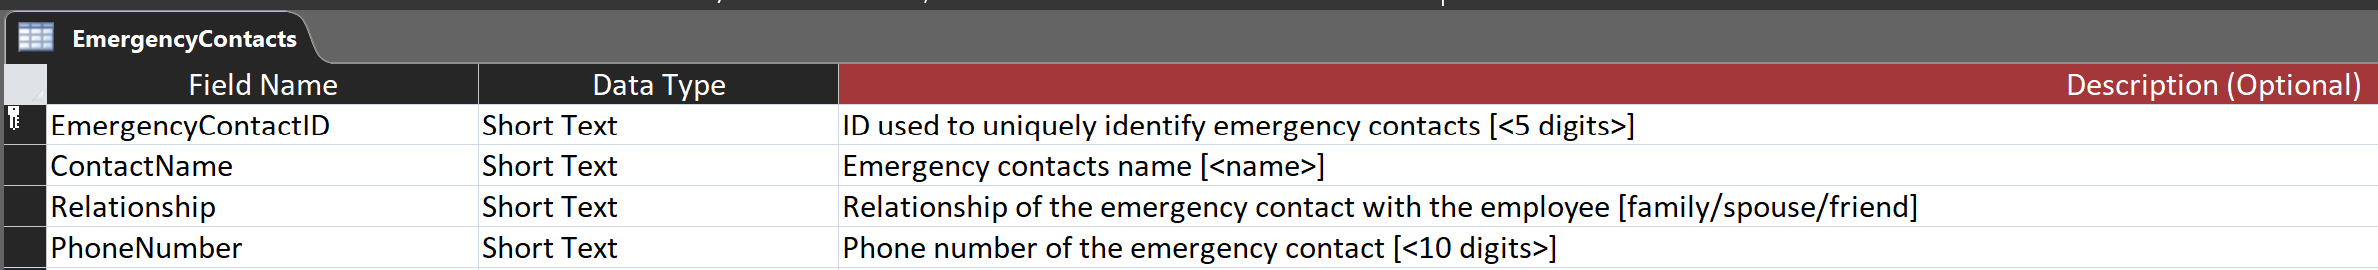 EmergencyContacts
Field Name Data Type Description (Optional)
EmergencyContactID Short Text ID used to uniquely identify emergency contacts [<5 digits>]
ContactName Short Text Emergency contacts name [<name>]
Relationship Short Text Relationship of the emergency contact with the employee [family/spouse/friend]
PhoneNumber Short Text Phone number of the emergency contact [<10 digits>]